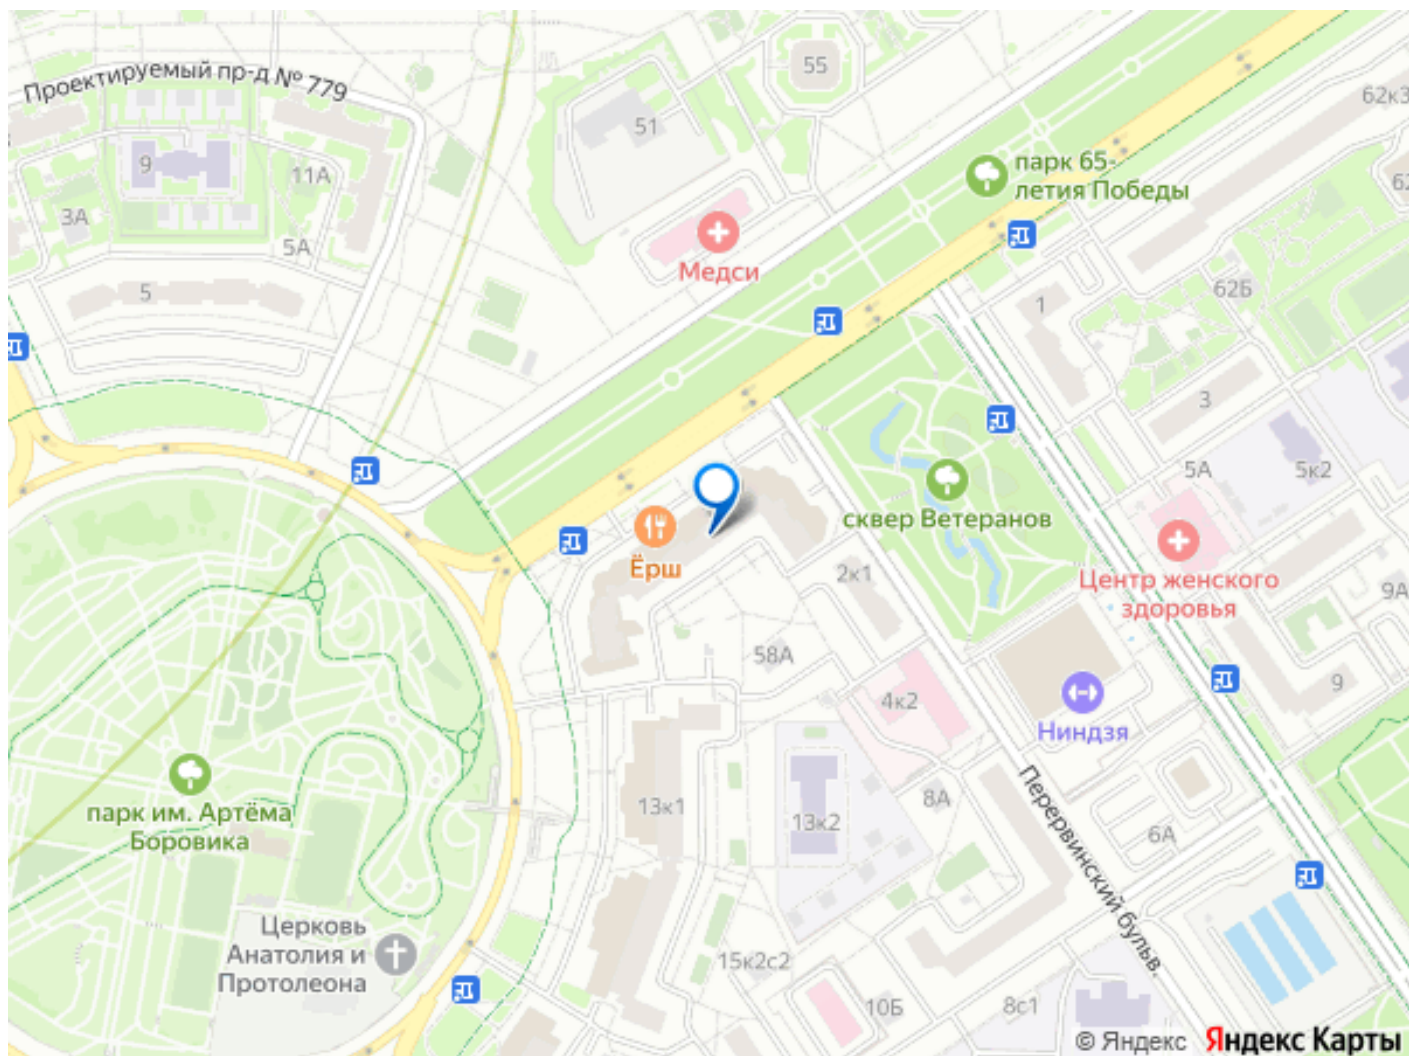 55
62к3
Проектируемый пр-д № 779
51
9
11А
парк 65-
летия Победы
3А
5А
Медси
5
62Б
1
3
5А
5к2
сквер Ветеранов
Ёрш
2к1
Центр женского
здоровья
9А
58А
4к2
9
Ниндзя
парк им. Артёма
Боровика
13к1
13к2
8А
6А
Перервинский бульв.
Церковь
Анатолия и
Протолеона
15к2с2
10Б
8с1
© Яндекс Яндекс Карты